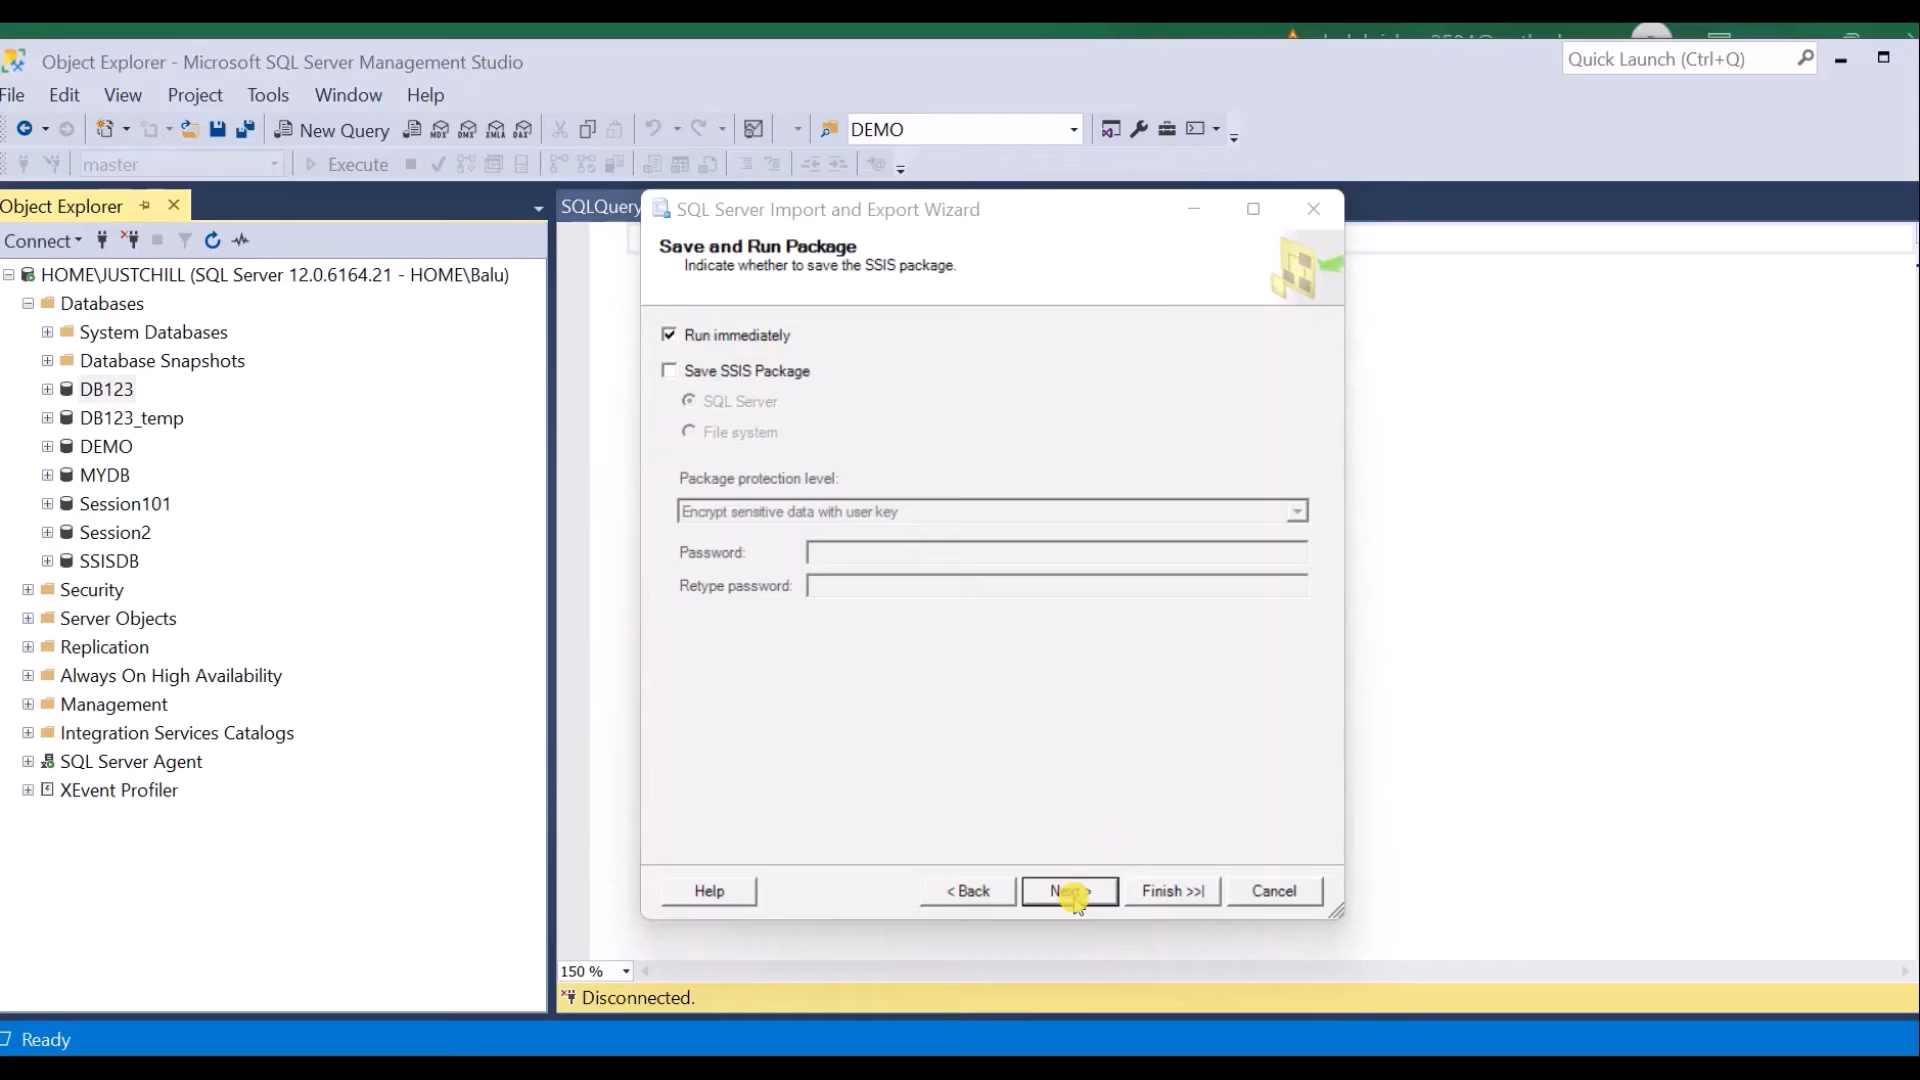 Object Explorer - Microsoft SQL Server Management Studio
Quick Launch (Ctrl+Q)
File Edit View Project Tools Window Help
New Query
MDX DMX XMLA DAX
DEMO
master
Execute
Object Explorer
SQLQuery
Connect
HOME\JUSTCHILL (SQL Server 12.0.6164.21 - HOME\Balu)
Databases
System Databases
Database Snapshots
DB123
DB123_temp
DEMO
MYDB
Session101
Session2
SSISDB
Security
Server Objects
Replication
Always On High Availability
Management
Integration Services Catalogs
SQL Server Agent
XEvent Profiler
SQL Server Import and Export Wizard
Save and Run Package
Indicate whether to save the SSIS package.
Run immediately
Save SSIS Package
SQL Server
File system
Package protection level:
Encrypt sensitive data with user key
Password:
Retype password:
Help
< Back
Next >
Finish >>|
Cancel
150 %
Disconnected.
Ready